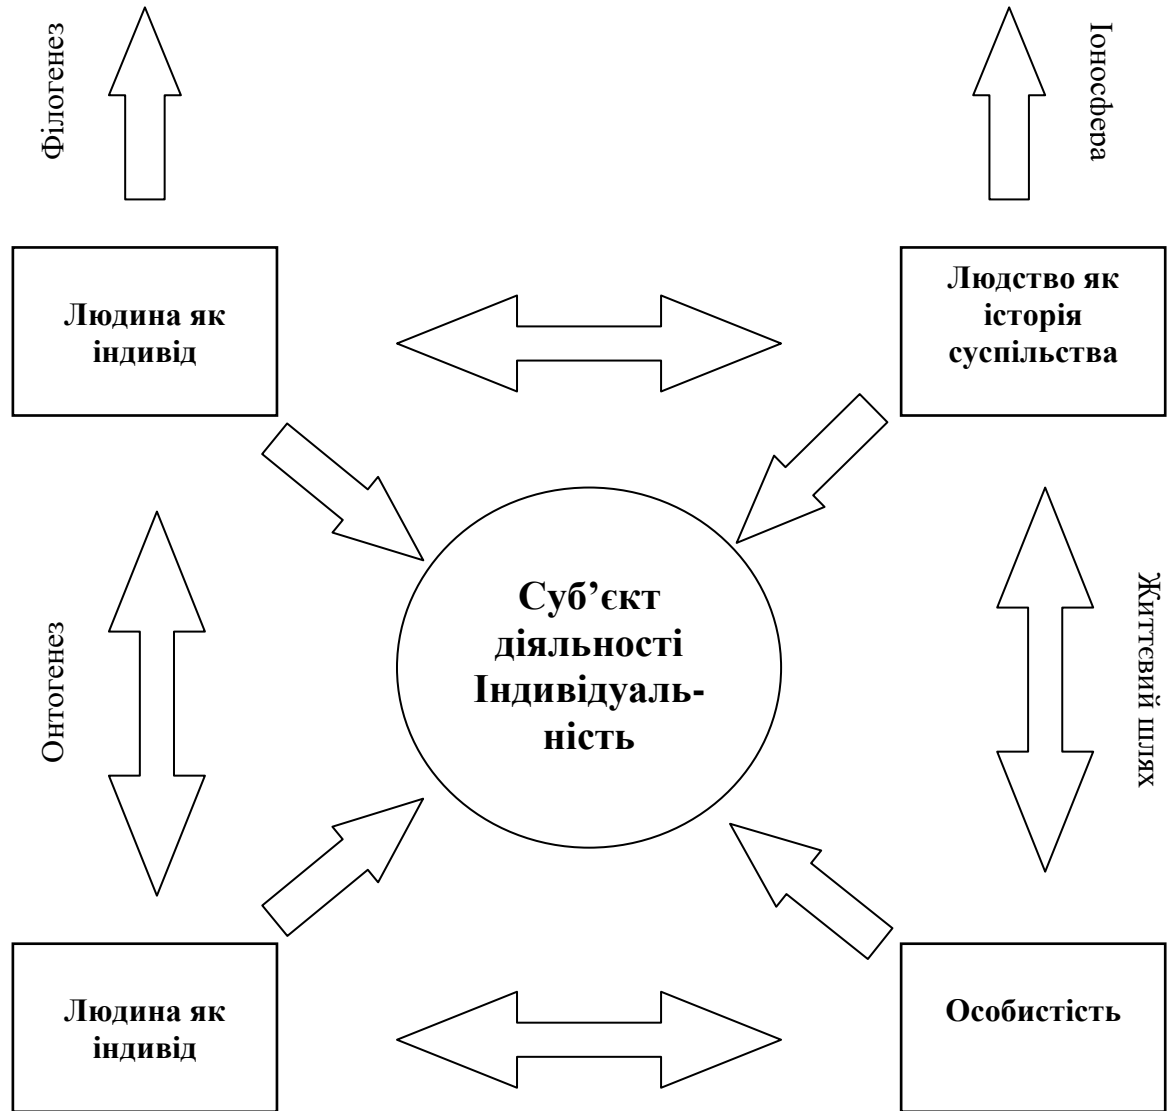 Філогенез
Іоносфера
Людина як
індивід
Людство як
історія
суспільства
Суб’єкт
діяльності
Індивідуаль-
ність
Онтогенез
Життєвий шлях
Людина як
індивід
Особистість